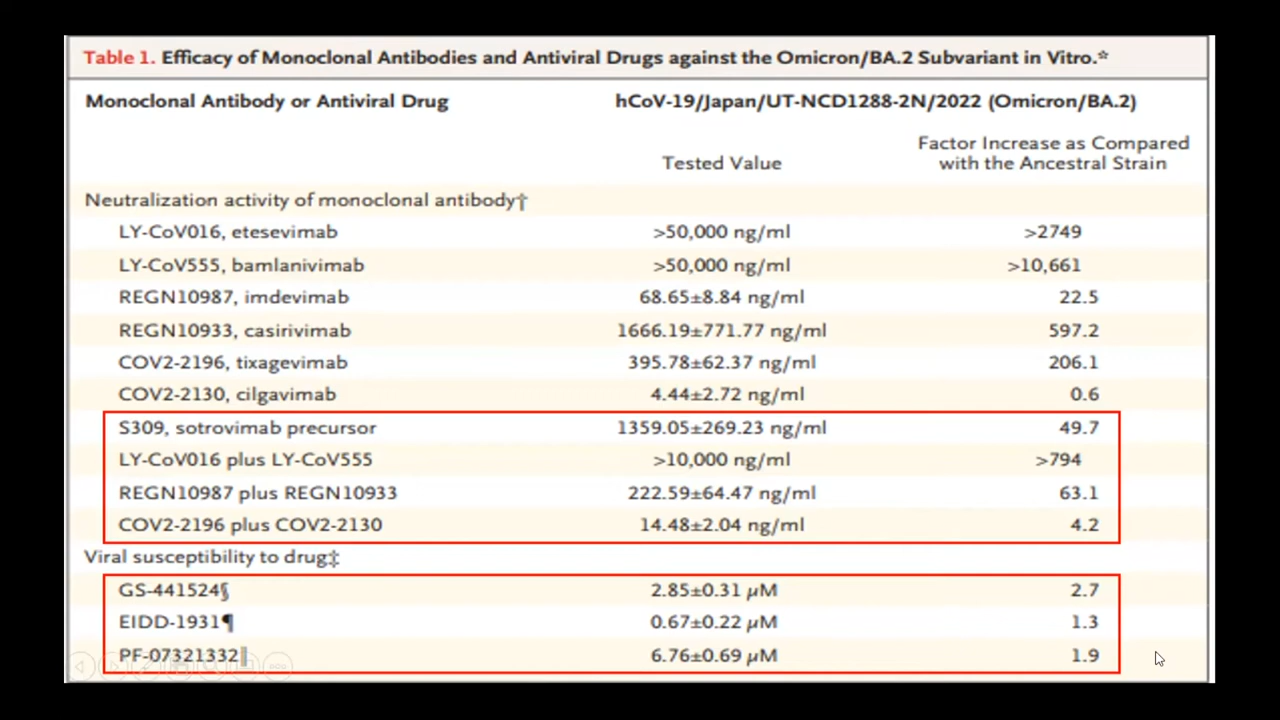 Table 1. Efficacy of Monoclonal Antibodies and Antiviral Drugs against the Omicron/BA.2 Subvariant in Vitro.*
Monoclonal Antibody or Antiviral Drug hCoV-19/Japan/UT-NCD1288-2N/2022 (Omicron/BA.2)
Tested Value Factor Increase as Compared
with the Ancestral Strain
Neutralization activity of monoclonal antibody†
LY-CoV016, etesevimab >50,000 ng/ml >2749
LY-CoV555, bamlanivimab >50,000 ng/ml >10,661
REGN10987, imdevimab 68.65±8.84 ng/ml 22.5
REGN10933, casirivimab 1666.19±771.77 ng/ml 597.2
COV2-2196, tixagevimab 395.78±62.37 ng/ml 206.1
COV2-2130, cilgavimab 4.44±2.72 ng/ml 0.6
S309, sotrovimab precursor 1359.05±269.23 ng/ml 49.7
LY-CoV016 plus LY-CoV555 >10,000 ng/ml >794
REGN10987 plus REGN10933 222.59±64.47 ng/ml 63.1
COV2-2196 plus COV2-2130 14.48±2.04 ng/ml 4.2
Viral susceptibility to drug‡
GS-441524§ 2.85±0.31 μM 2.7
EIDD-1931¶ 0.67±0.22 μM 1.3
PF-07321332‖ 6.76±0.69 μM 1.9